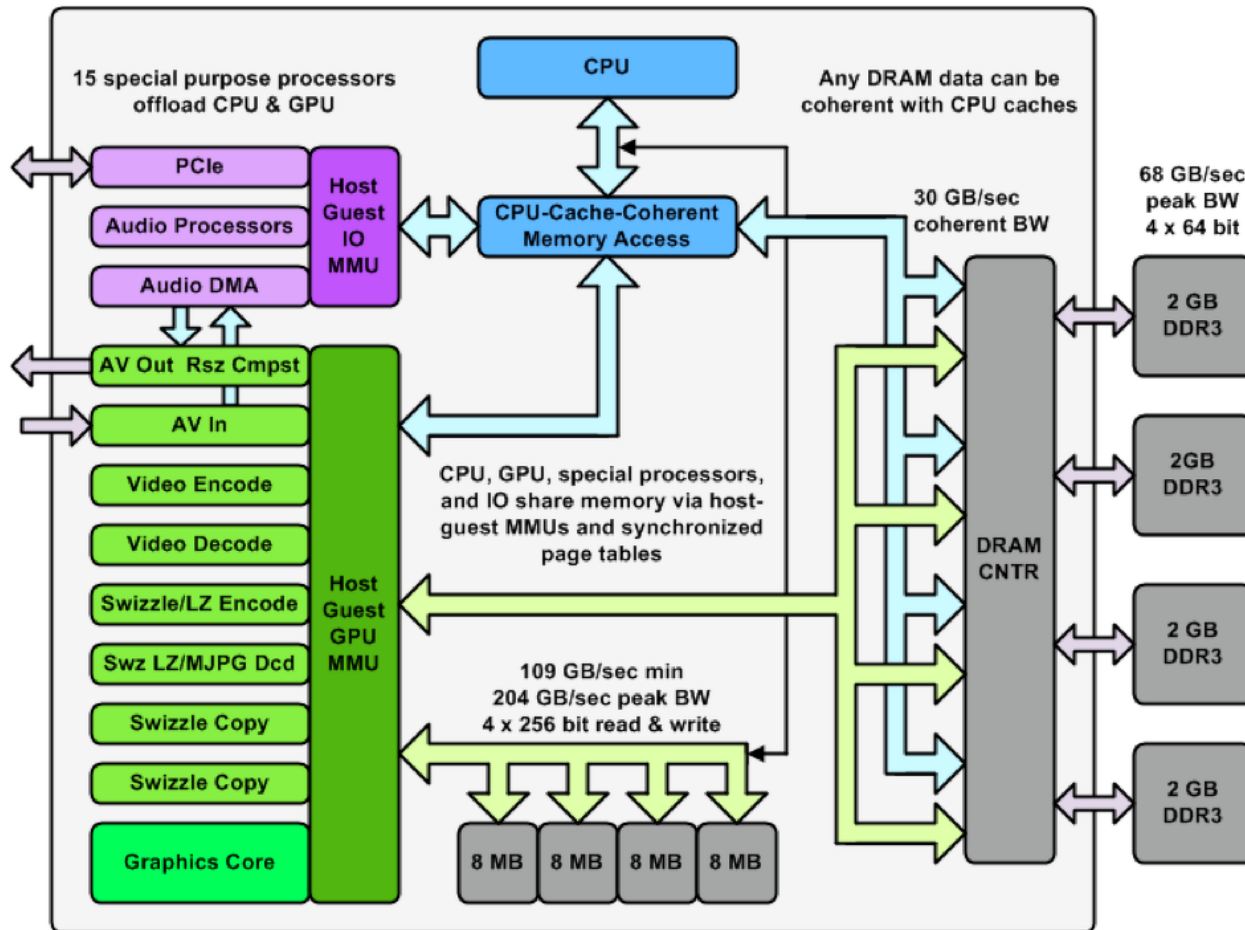 15 special purpose processors
offload CPU & GPU
CPU
Any DRAM data can be
coherent with CPU caches
PCIe
Audio Processors
Audio DMA
Host
Guest
IO
MMU
CPU-Cache-Coherent
Memory Access
30 GB/sec
coherent BW
68 GB/sec
peak BW
4 x 64 bit
AV Out Rsz Cmpst
AV In
Video Encode
Video Decode
Swizzle/LZ Encode
Swz LZ/MJPG Dcd
Swizzle Copy
Swizzle Copy
Graphics Core
Host
Guest
GPU
MMU
CPU, GPU, special processors,
and IO share memory via host-
guest MMUs and synchronized
page tables
109 GB/sec min
204 GB/sec peak BW
4 x 256 bit read & write
8 MB
8 MB
8 MB
8 MB
DRAM
CNTR
2 GB
DDR3
2GB
DDR3
2 GB
DDR3
2 GB
DDR3